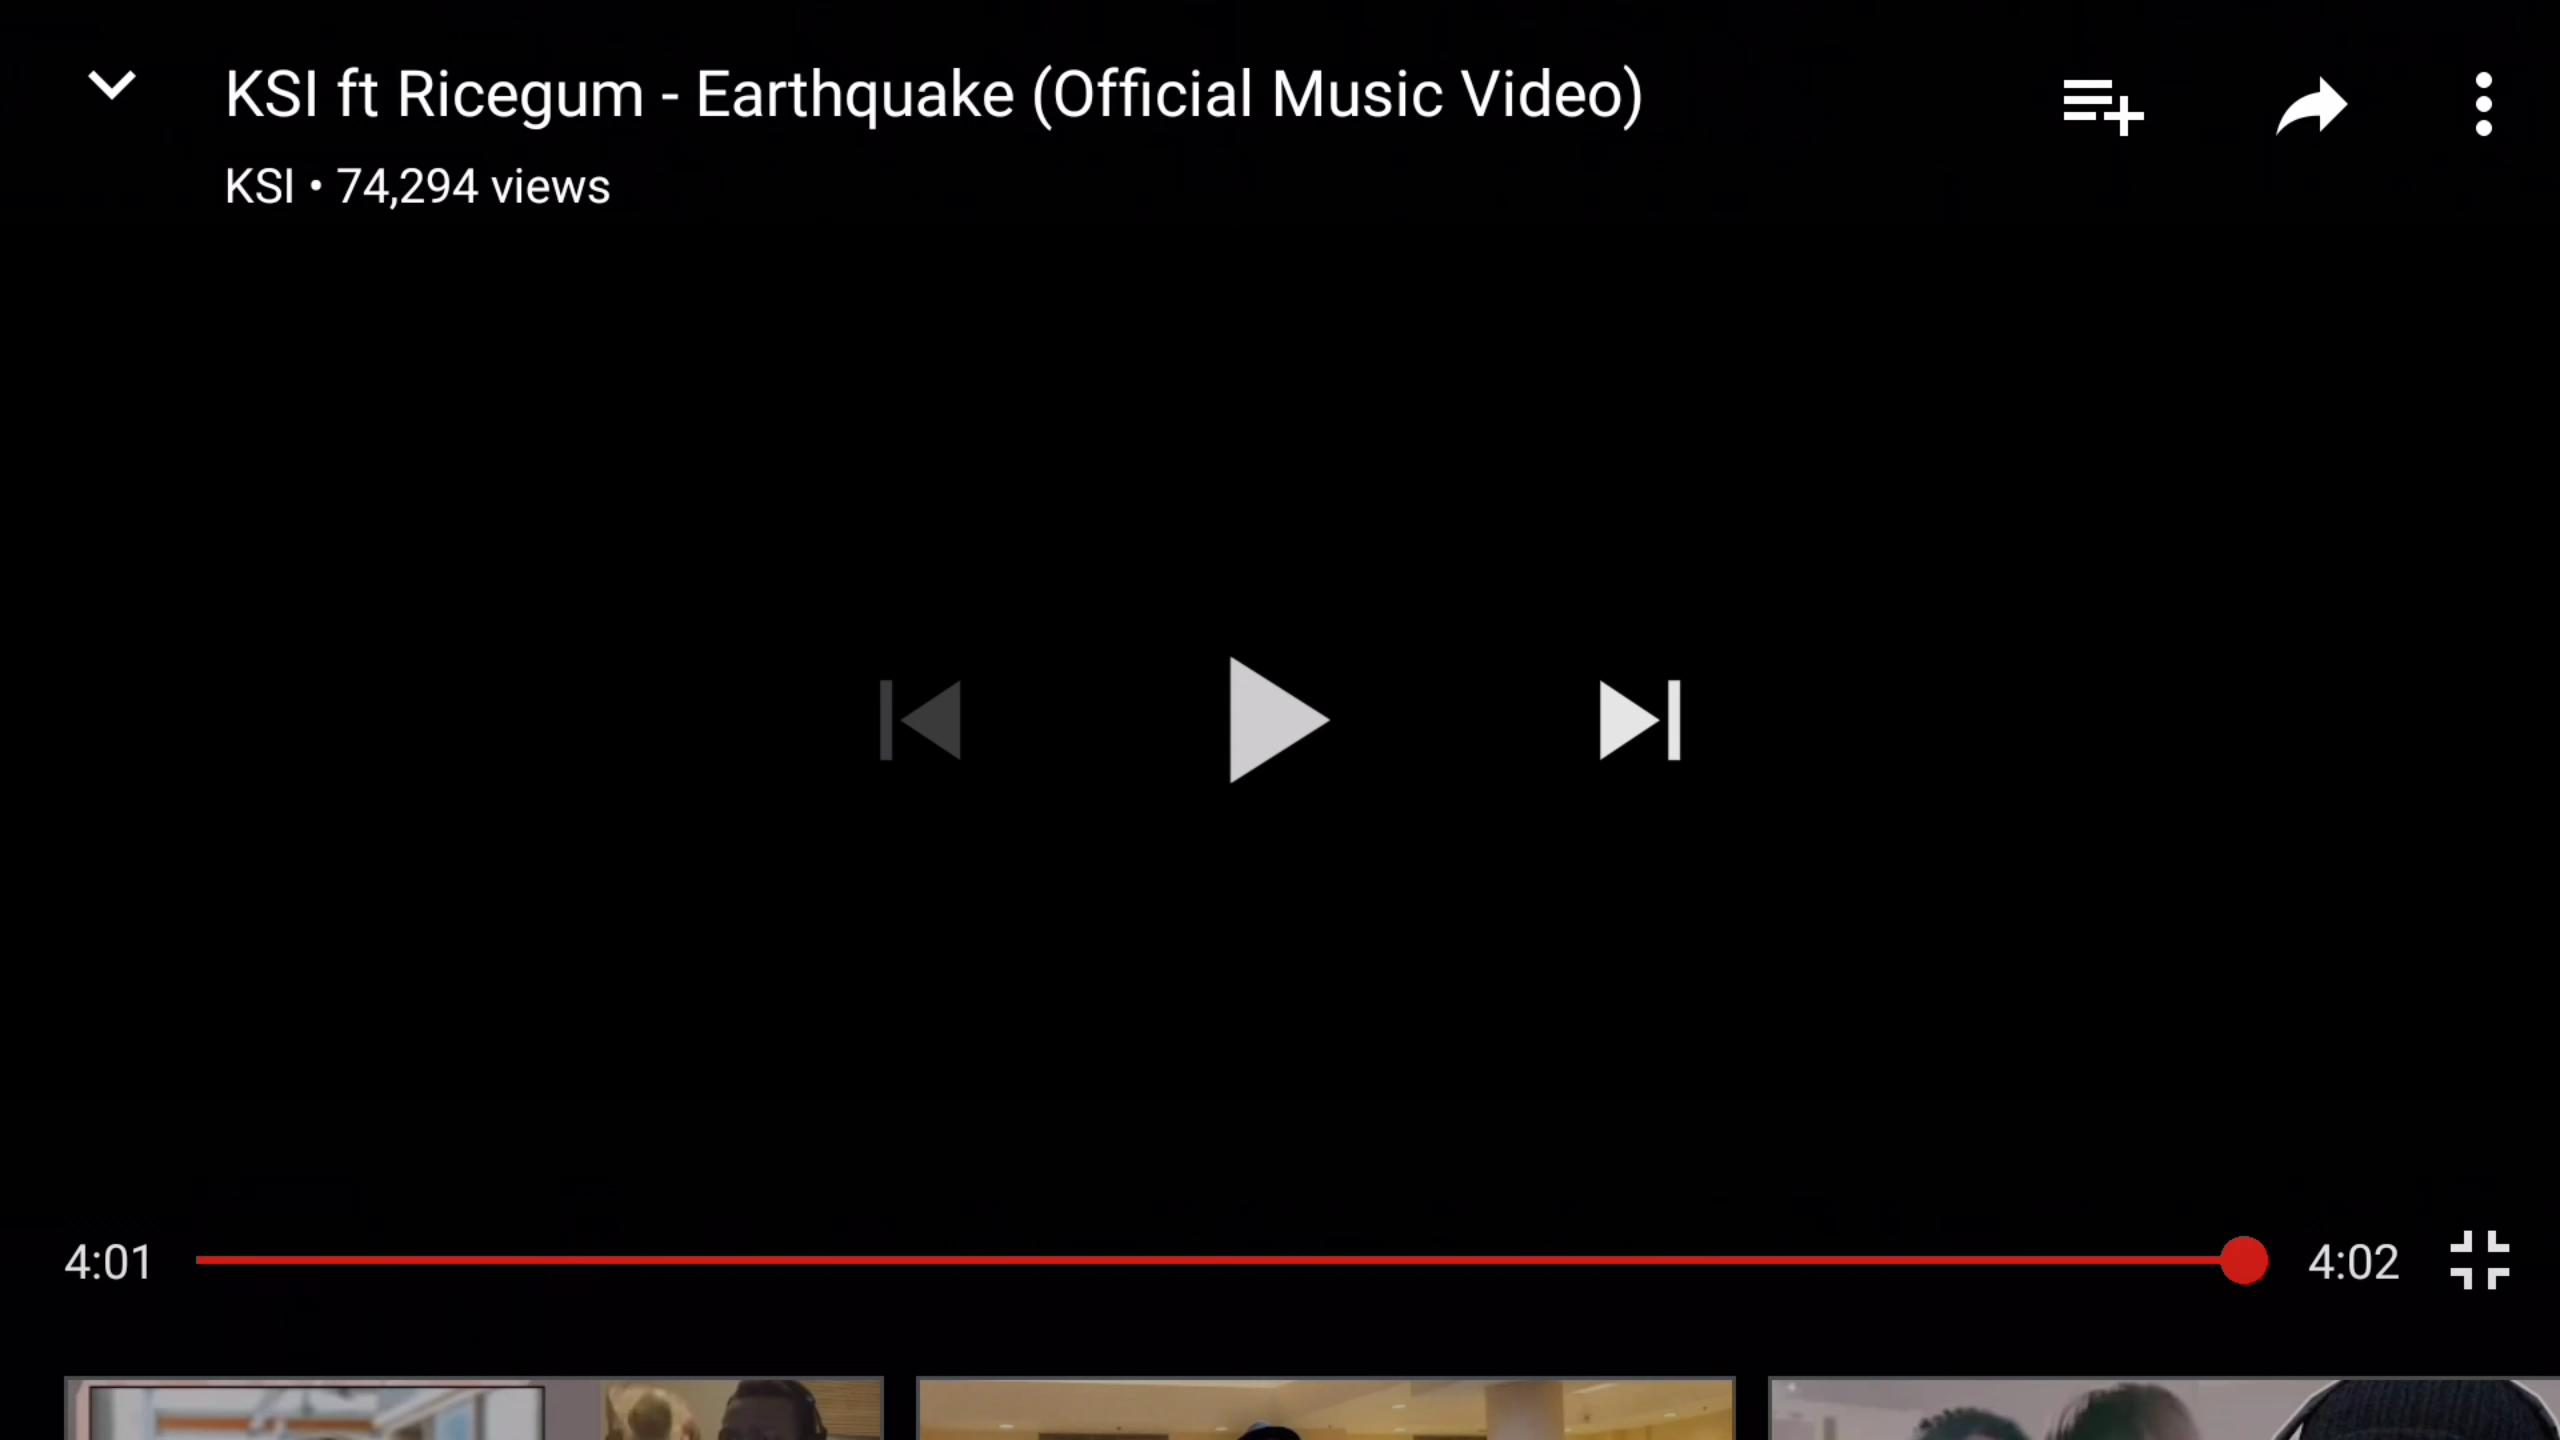 KSI ft Ricegum - Earthquake (Official Music Video)
KSI • 74,294 views
4:01
4:02